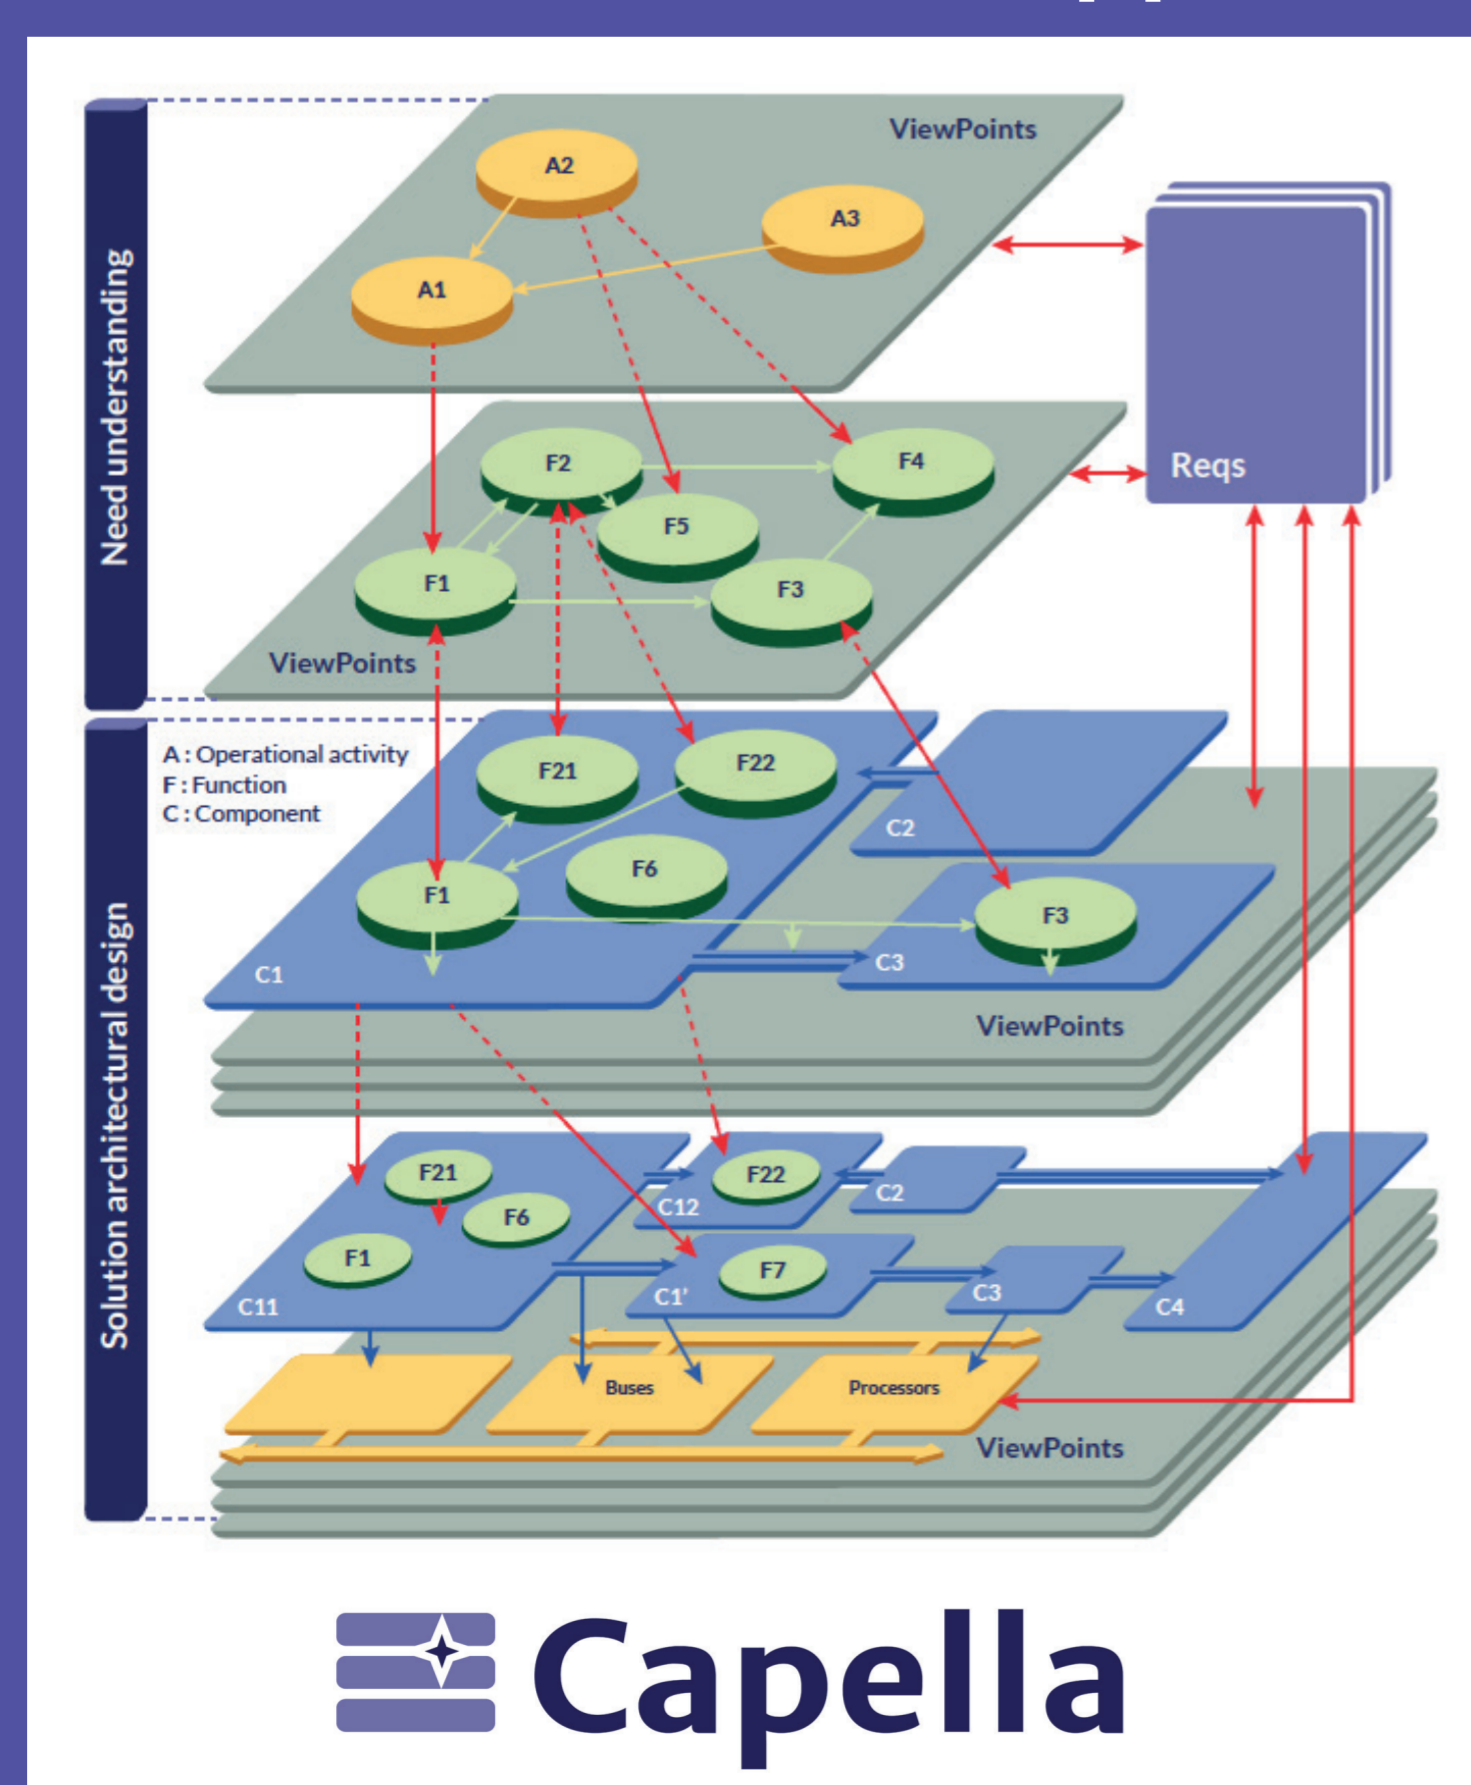 ViewPoints
A2
A3
A1
Need understanding
Reqs
F2
F4
F5
F1
F3
ViewPoints
A : Operational activity
F : Function
C : Component
F21
F22
C2
F6
F1
F3
C1
C3
ViewPoints
Solution architectural design
F21
F22
C2
C12
F6
F1
F7
C11
C1'
C3
C4
Buses
Processors
ViewPoints
Capella